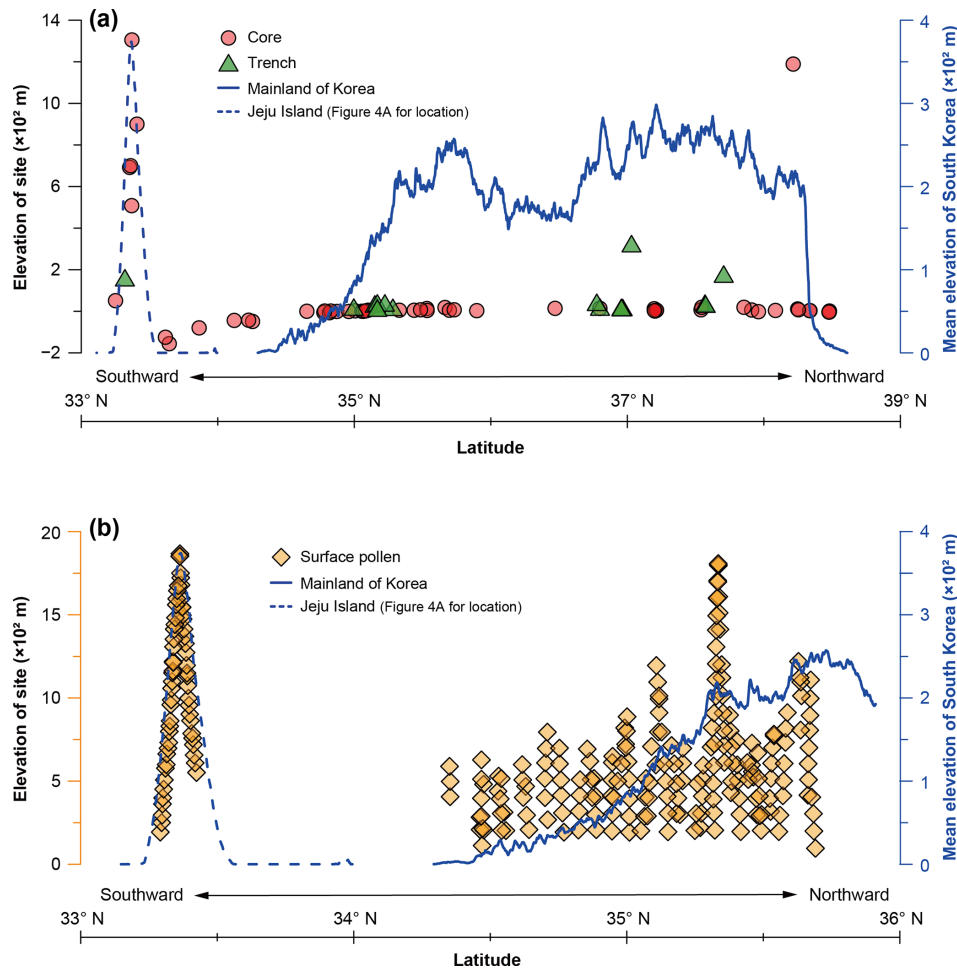 (a)
14
10
6
2
−2
Elevation of site (×10² m)
Core
Trench
Mainland of Korea
Jeju Island (Figure 4A for location)
4
3
2
1
0
Mean elevation of South Korea (×10² m)
Southward
Northward
33° N
35° N
37° N
39° N
Latitude
(b)
20
15
10
5
0
Elevation of site (×10² m)
Surface pollen
Mainland of Korea
Jeju Island (Figure 4A for location)
4
3
2
1
0
Mean elevation of South Korea (×10² m)
Southward
Northward
33° N
34° N
35° N
36° N
Latitude